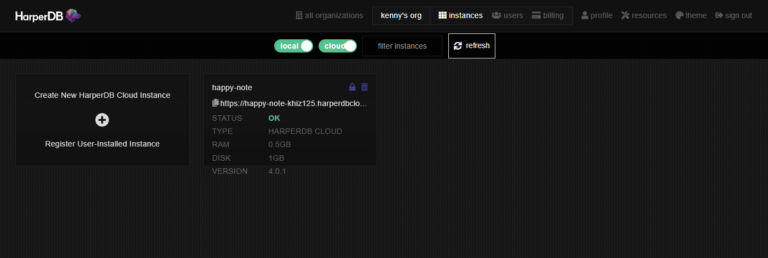 HarperDB
all organizations
kenny's org
instances
users
billing
profile
resources
theme
sign out
local
cloud
filter instances
refresh
Create New HarperDB Cloud Instance
Register User-Installed Instance
happy-note
https://happy-note-khiz125.harperdbclo...
STATUS OK
TYPE HARPERDB CLOUD
RAM 0.5GB
DISK 1GB
VERSION 4.0.1